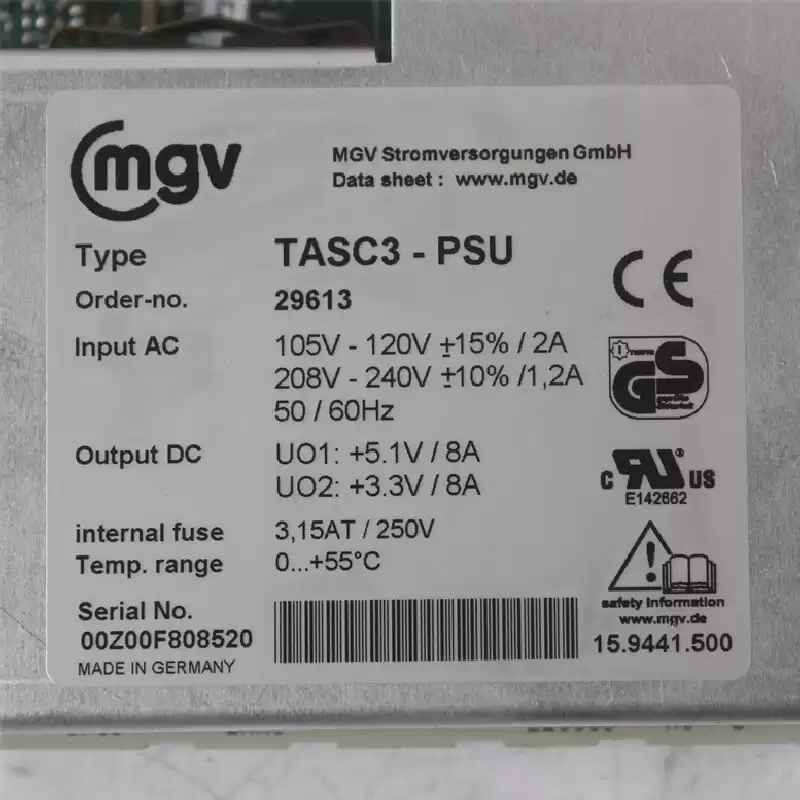 mgv
MGV Stromversorgungen GmbH
Data sheet : www.mgv.de
Type TASC3 - PSU
Order-no. 29613
Input AC 105V - 120V ±15% / 2A
208V - 240V ±10% /1,2A
50 / 60Hz
Output DC UO1: +5.1V / 8A
UO2: +3.3V / 8A
internal fuse 3,15AT / 250V
Temp. range 0...+55°C
Serial No.
00Z00F808520
MADE IN GERMANY
CE
GS
geprüfte
Sicherheit
c RU US
E142662
safety information
www.mgv.de
15.9441.500